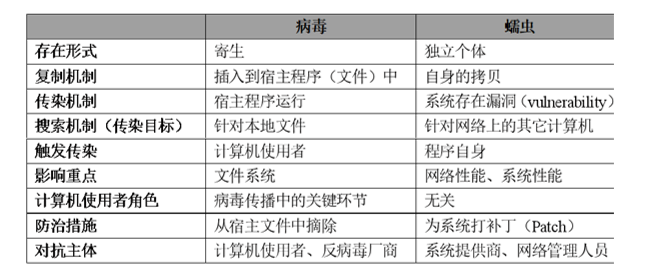 病毒 蠕虫
存在形式 寄生 独立个体
复制机制 插入到宿主程序（文件）中 自身的拷贝
传染机制 宿主程序运行 系统存在漏洞（vulnerability）
搜索机制（传染目标） 针对本地文件 针对网络上的其它计算机
触发传染 计算机使用者 程序自身
影响重点 文件系统 网络性能、系统性能
计算机使用者角色 病毒传播中的关键环节 无关
防治措施 从宿主文件中摘除 为系统打补丁（Patch）
对抗主体 计算机使用者、反病毒厂商 系统提供商、网络管理人员